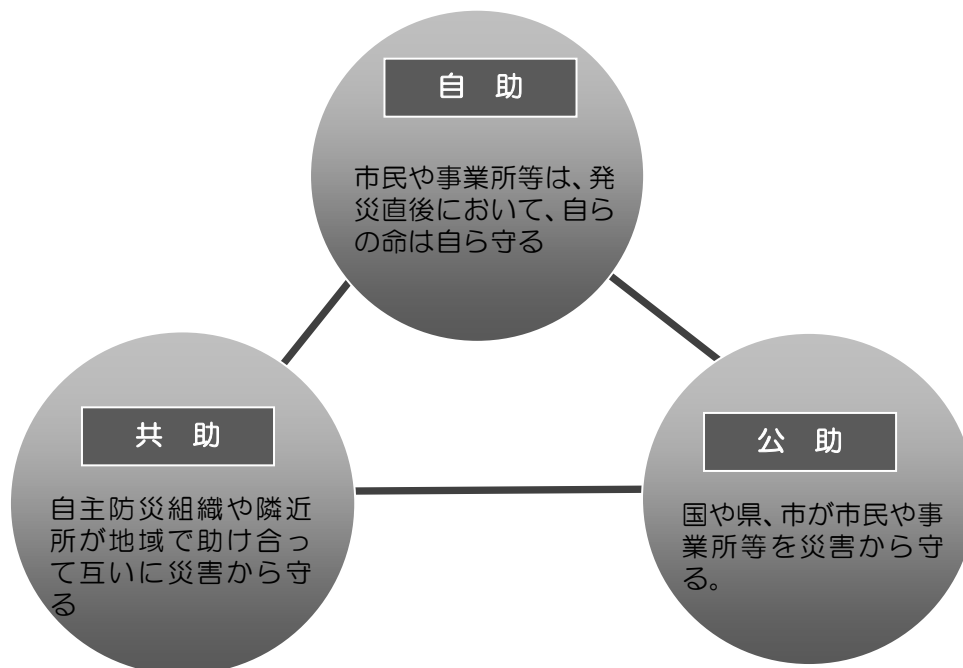 自　助
市民や事業所等は、発
災直後において、自ら
の命は自ら守る
共　助
自主防災組織や隣近
所が地域で助け合っ
て互いに災害から守
る
公　助
国や県、市が市民や事
業所等を災害から守
る。